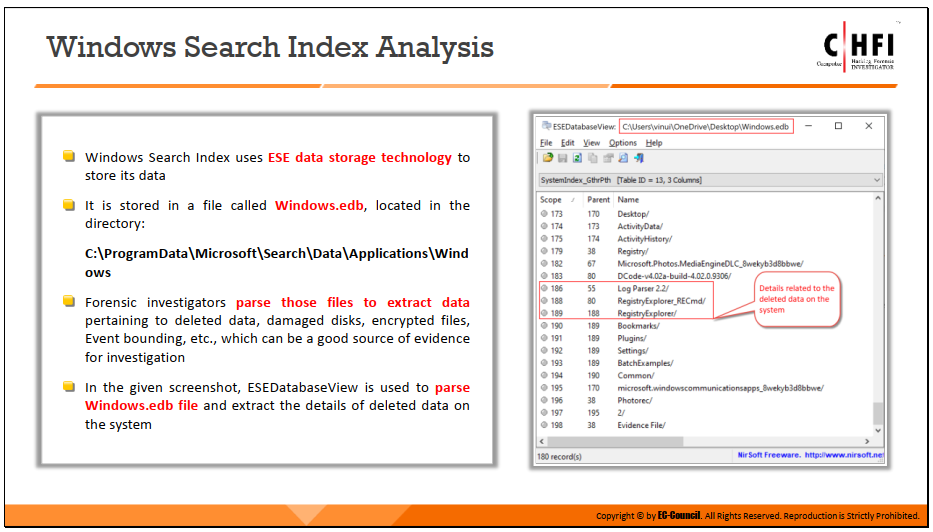 Windows Search Index Analysis
CHFI
Computer Hacking Forensic
INVESTIGATOR
Windows Search Index uses ESE data storage technology to
store its data
It is stored in a file called Windows.edb, located in the
directory:
C:\ProgramData\Microsoft\Search\Data\Applications\Wind
ows
Forensic investigators parse those files to extract data
pertaining to deleted data, damaged disks, encrypted files,
Event bounding, etc., which can be a good source of evidence
for investigation
In the given screenshot, ESEDatabaseView is used to parse
Windows.edb file and extract the details of deleted data on
the system
ESEDatabaseView: C:\Users\vinui\OneDrive\Desktop\Windows.edb
File Edit View Options Help
SystemIndex_GthrPth [Table ID = 13, 3 Columns]
Scope / Parent Name
173 170 Desktop/
174 173 ActivityData/
175 174 ActivityHistory/
179 38 Registry/
182 67 Microsoft.Photos.MediaEngineDLC_8wekyb3d8bbwe/
183 80 DCode-v4.02a-build-4.02.0.9306/
186 55 Log Parser 2.2/
188 80 RegistryExplorer_RECmd/
189 188 RegistryExplorer/
190 189 Bookmarks/
191 189 Plugins/
192 189 Settings/
193 189 BatchExamples/
194 190 Common/
195 170 microsoft.windowscommunicationsapps_8wekyb3d8bbwe/
196 38 Photorec/
197 195 2/
198 38 Evidence File/
Details related to the
deleted data on the
system
180 record(s)
NirSoft Freeware. http://www.nirsoft.net
Copyright © by EC-Council. All Rights Reserved. Reproduction is Strictly Prohibited.